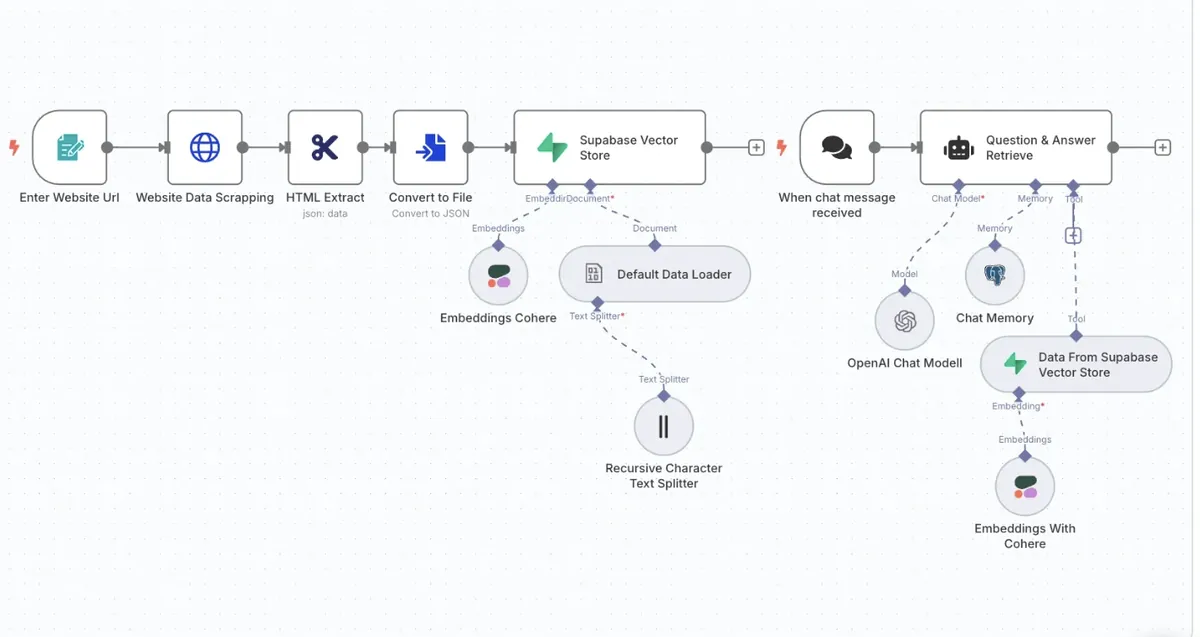 Enter Website Url
Website Data Scrapping
HTML Extract
json: data
Convert to File
Convert to JSON
Supabase Vector
Store
Embeddin
Document*
Embeddings
Embeddings Cohere
Document
Default Data Loader
Text Splitter*
Text Splitter
Recursive Character
Text Splitter
When chat message
received
Question & Answer
Retrieve
Chat Model*
Memory
Tool
Model
OpenAI Chat Modell
Memory
Chat Memory
Tool
Data From Supabase
Vector Store
Embedding*
Embeddings
Embeddings With
Cohere